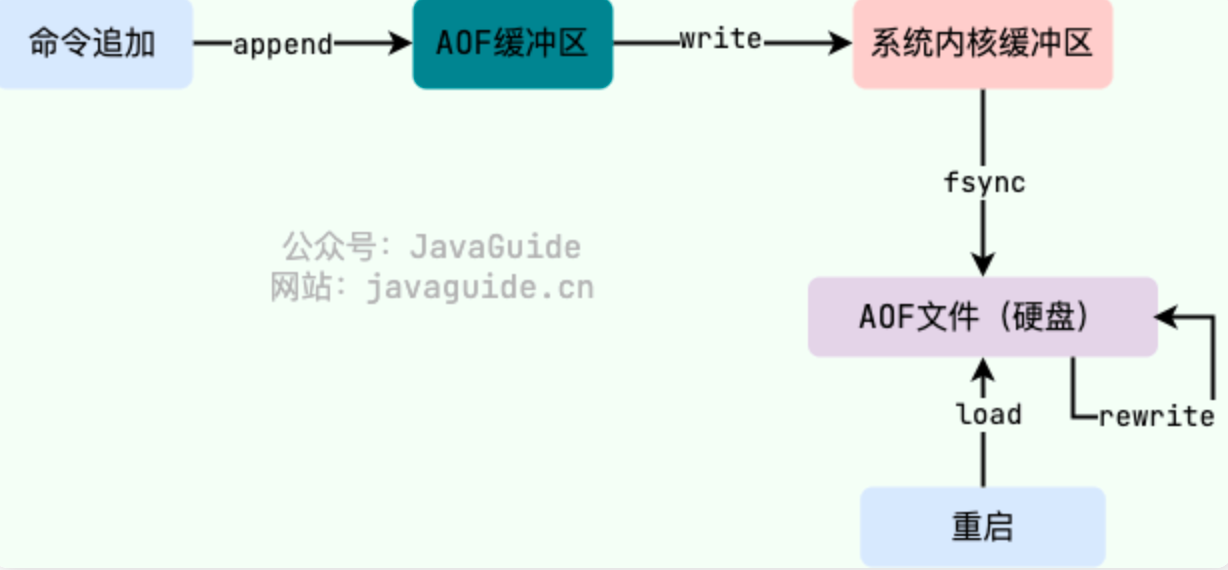 命令追加
append
AOF缓冲区
write
系统内核缓冲区
fsync
公众号：JavaGuide
网站：javaguide.cn
AOF文件（硬盘）
load
rewrite
重启